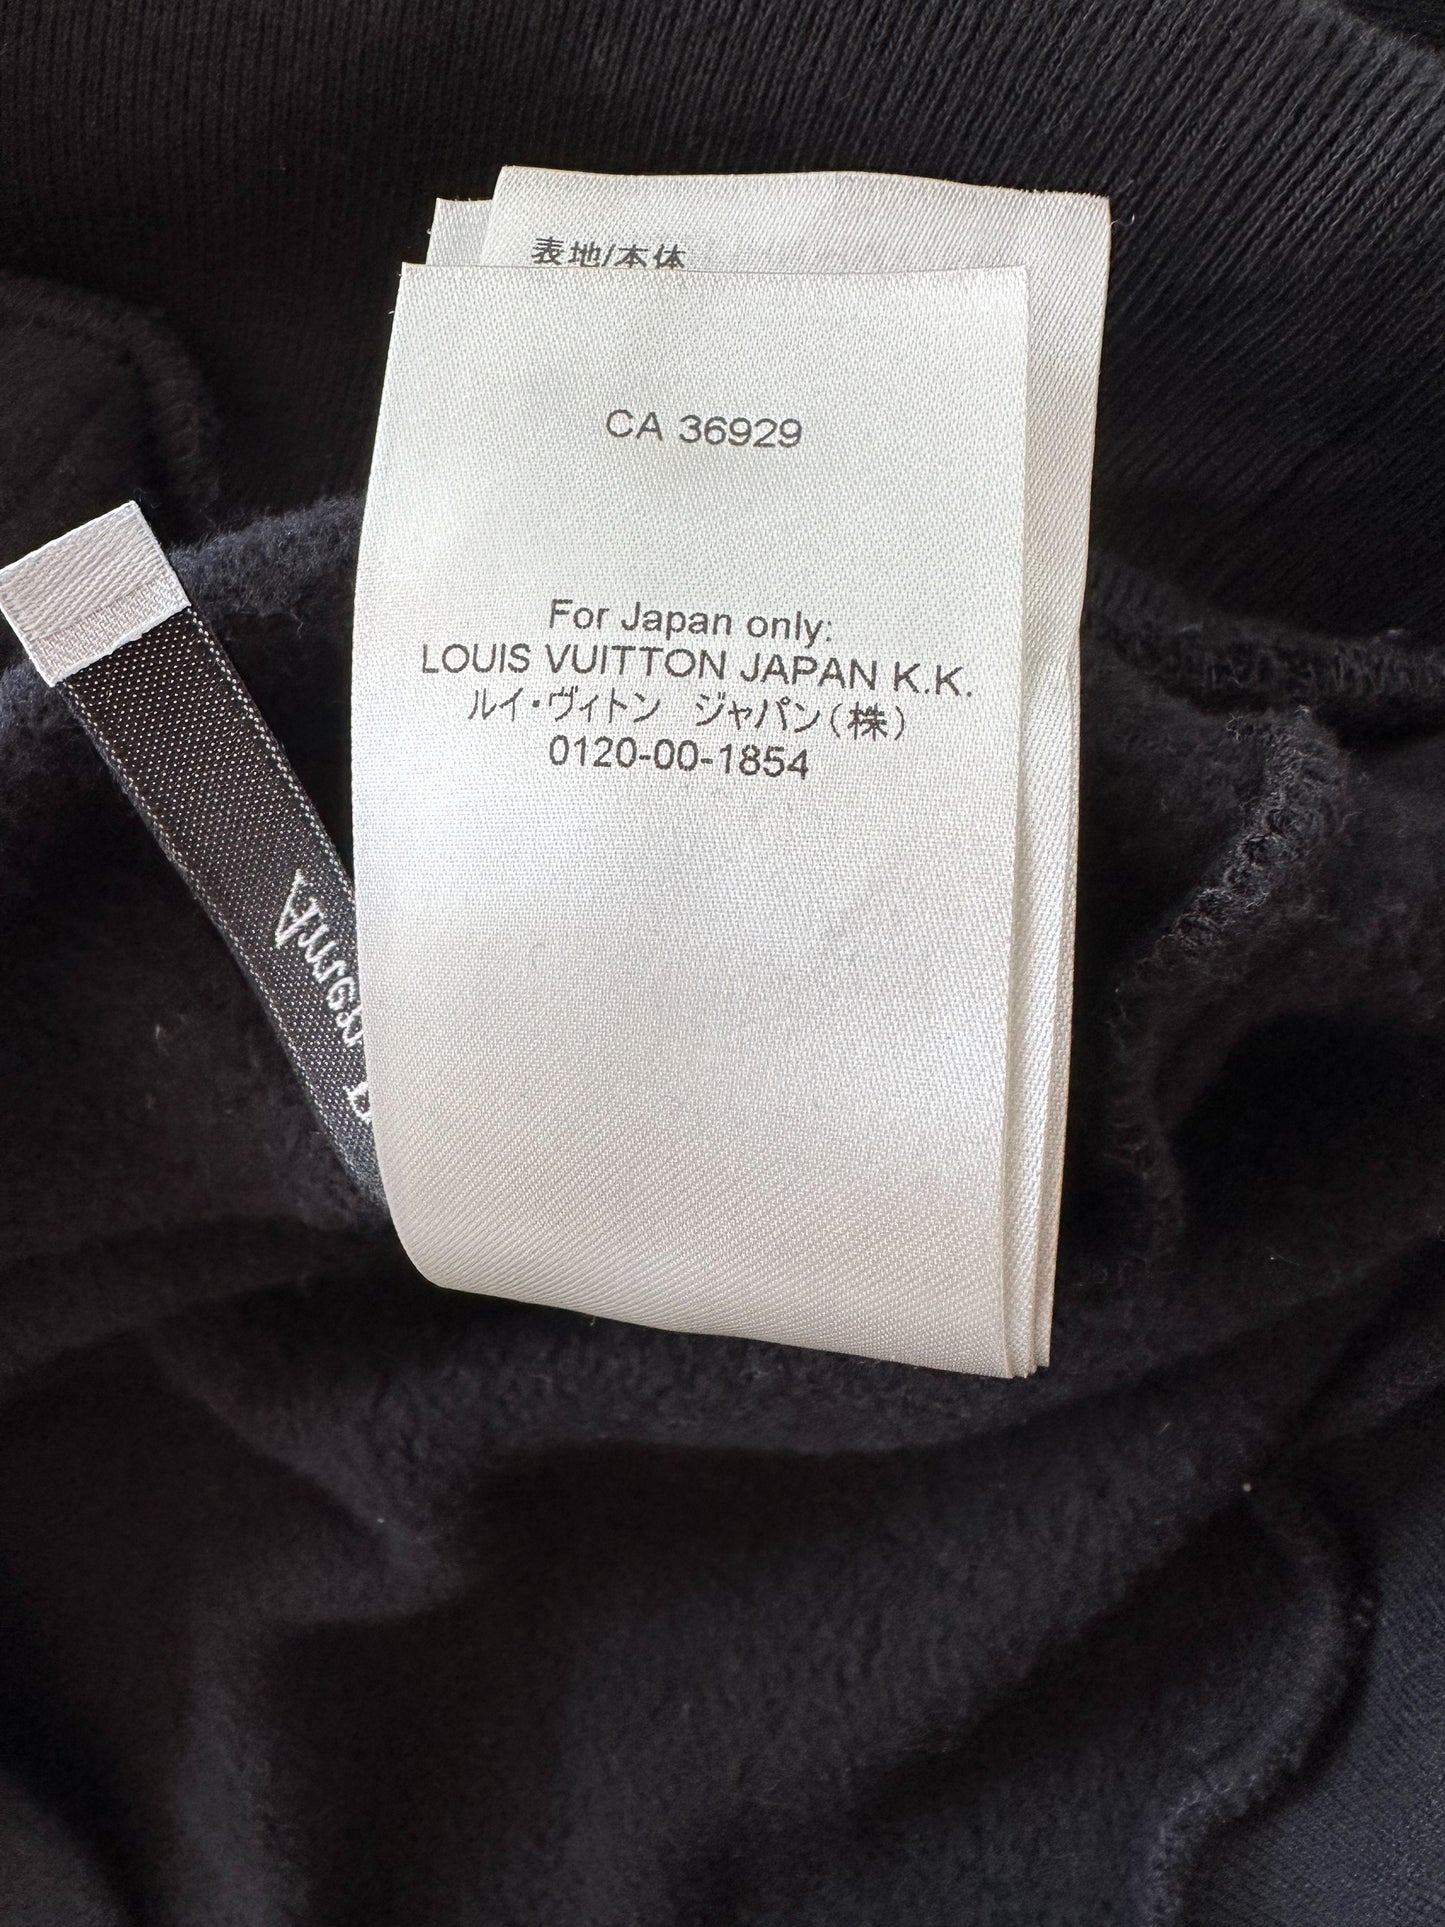 表地/本体
CA 36929
For Japan only:
LOUIS VUITTON JAPAN K.K.
ルイ・ヴィトン　ジャパン（株）
0120-00-1854